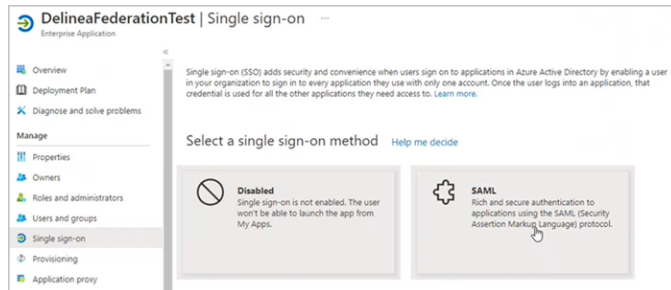 DelineaFederationTest | Single sign-on ...
Enterprise Application
«
Overview
Deployment Plan
Diagnose and solve problems
Manage
Properties
Owners
Roles and administrators
Users and groups
Single sign-on
Provisioning
Application proxy
Single sign-on (SSO) adds security and convenience when users sign on to applications in Azure Active Directory by enabling a user
in your organization to sign in to every application they use with only one account. Once the user logs into an application, that
credential is used for all the other applications they need access to. Learn more.
Select a single sign-on method Help me decide
Disabled
Single sign-on is not enabled. The user
won't be able to launch the app from
My Apps.
SAML
Rich and secure authentication to
applications using the SAML (Security
Assertion Markup Language) protocol.